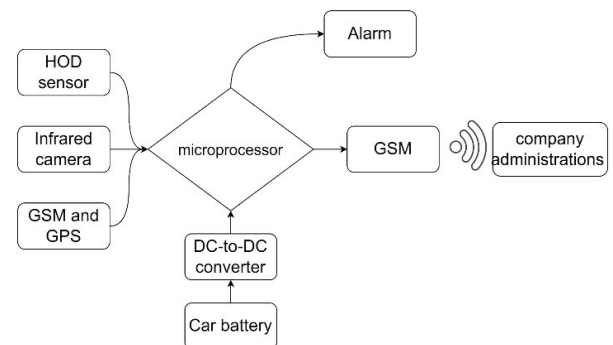 Alarm
HOD
sensor
Infrared
camera
microprocessor
GSM
company
administrations
GSM and
GPS
DC-to-DC
converter
Car battery